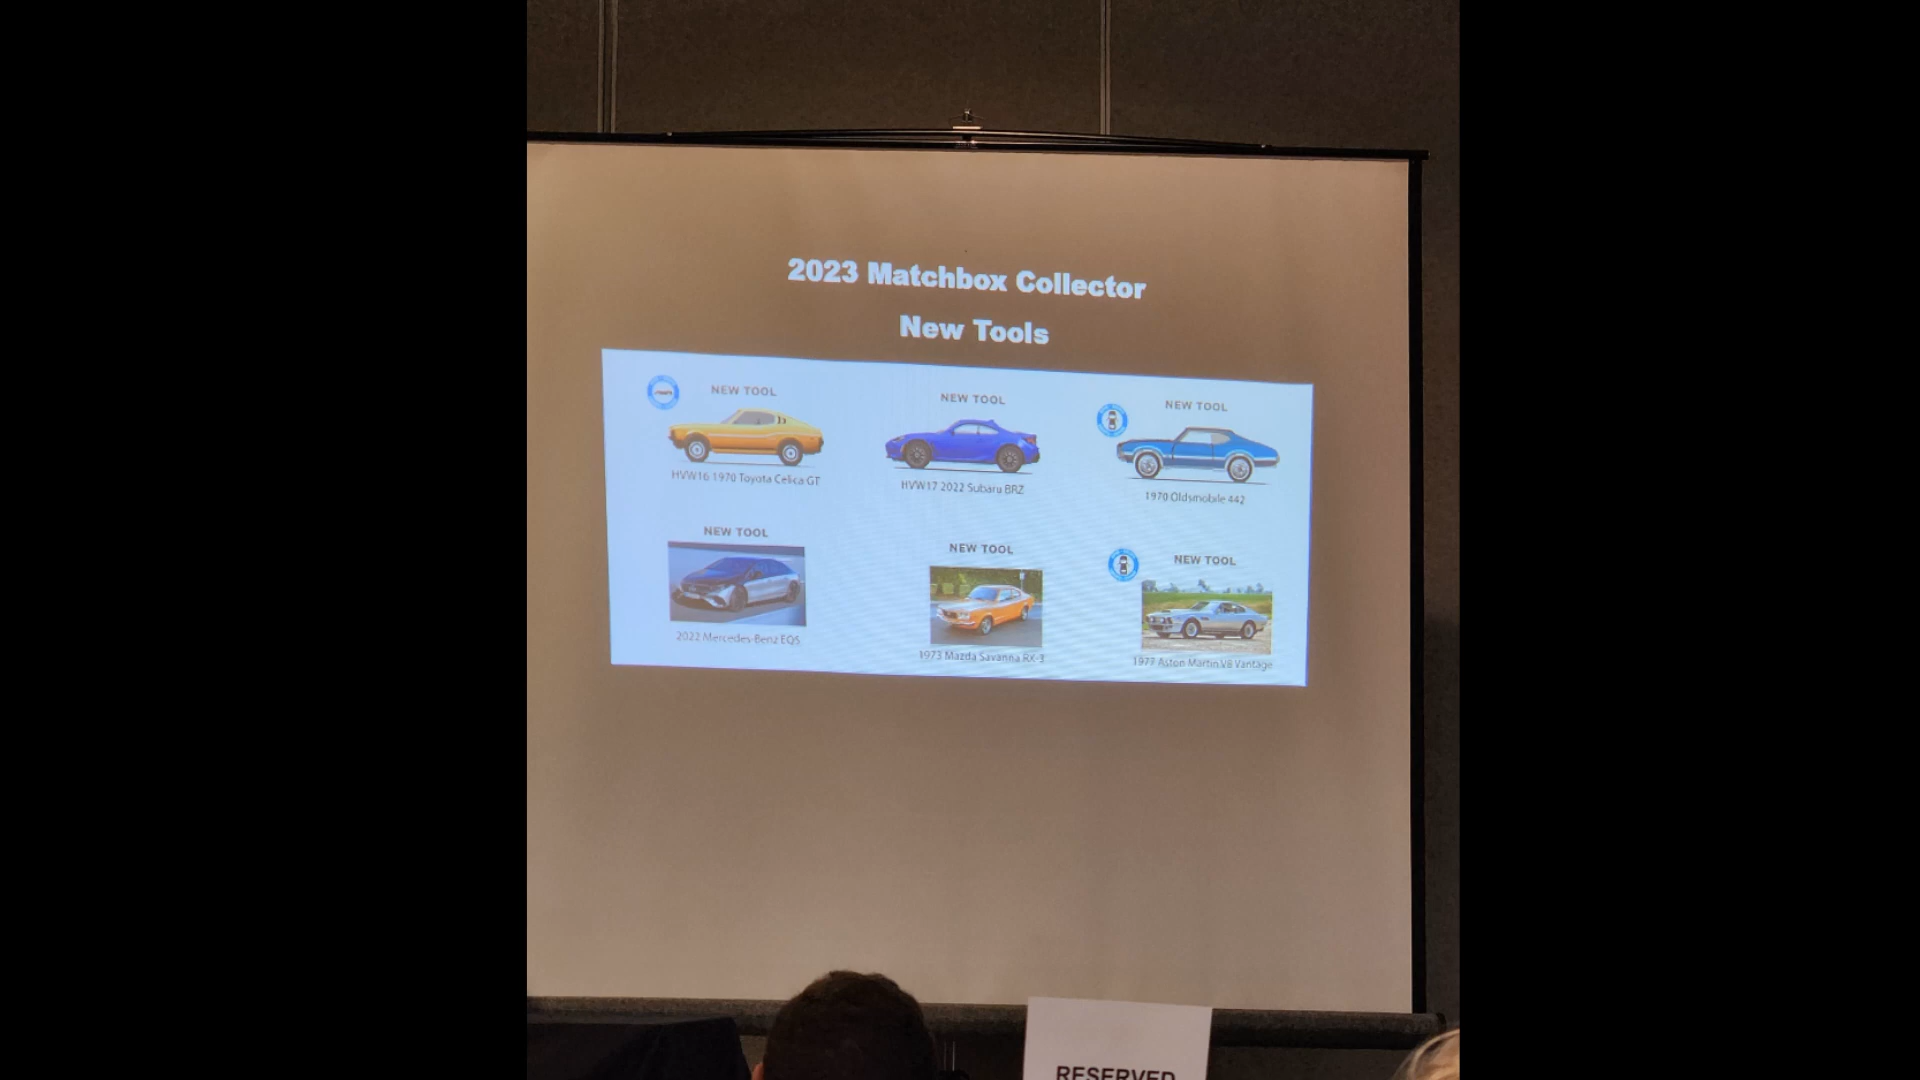 2023 Matchbox Collector
New Tools
NEW TOOL
NEW TOOL
NEW TOOL
HVW16 1970 Toyota Celica GT
HVW17 2022 Subaru BRZ
1970 Oldsmobile 442
NEW TOOL
NEW TOOL
NEW TOOL
2022 Mercedes-Benz EQS
1973 Mazda Savanna RX-3
1977 Aston Martin V8 Vantage
RESERVED